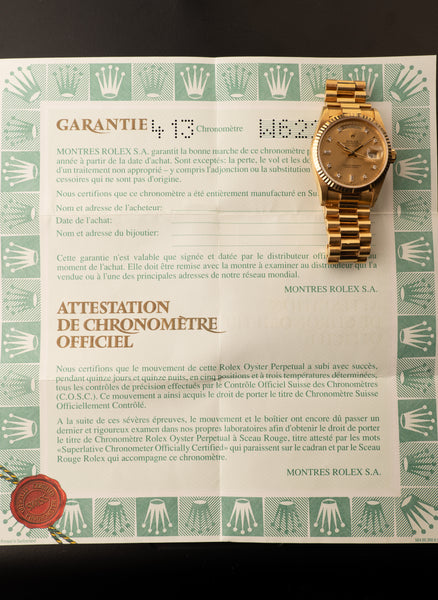 GARANTIE 413 Chronomètre W62
MONTRES ROLEX S.A. garantit la bonne marche de ce chronomètre
année à partir de la date d'achat. Sont exceptés: la perte, le vol et les
d'un traitement non approprié – y compris l'adjonction ou la substitution
cessoires qui ne sont pas d'origine.
Nous certifions que ce chronomètre a été entièrement manufacturé en
Nom et adresse de l'acheteur:
Date de l'achat:
Nom et adresse du bijoutier:
Cette garantie n'est valable que signée et datée par le distributeur au
moment de l'achat. Elle doit être remise avec la montre à examiner au distributeur qui l'a
vendue ou à l'une des principales adresses de notre réseau mondial.
MONTRES ROLEX S.A.
ATTESTATION
DE CHRONOMÈTRE
OFFICIEL
Nous certifions que le mouvement de cette Rolex Oyster Perpetual a subi avec succès,
pendant quinze jours et quinze nuits, en cinq positions et à trois températures déterminées,
tous les contrôles de précision effectués par le Contrôle Officiel Suisse des Chronomètres
(C.O.S.C.). Ce mouvement a ainsi acquis le droit de porter le titre de Chronomètre Suisse
Officiellement Contrôlé.
A la suite de ces sévères épreuves, le mouvement et le boîtier ont encore dû passer un
dernier et rigoureux examen dans nos propres laboratoires afin d'obtenir le droit de porter
le titre de Chronomètre Rolex Oyster Perpetual à Sceau Rouge, titre attesté par les mots
«Superlative Chronometer Officially Certified» qui paraissent sur le cadran et par le Sceau
Rouge Rolex qui accompagne ce chronomètre.
MONTRES ROLEX S.A.